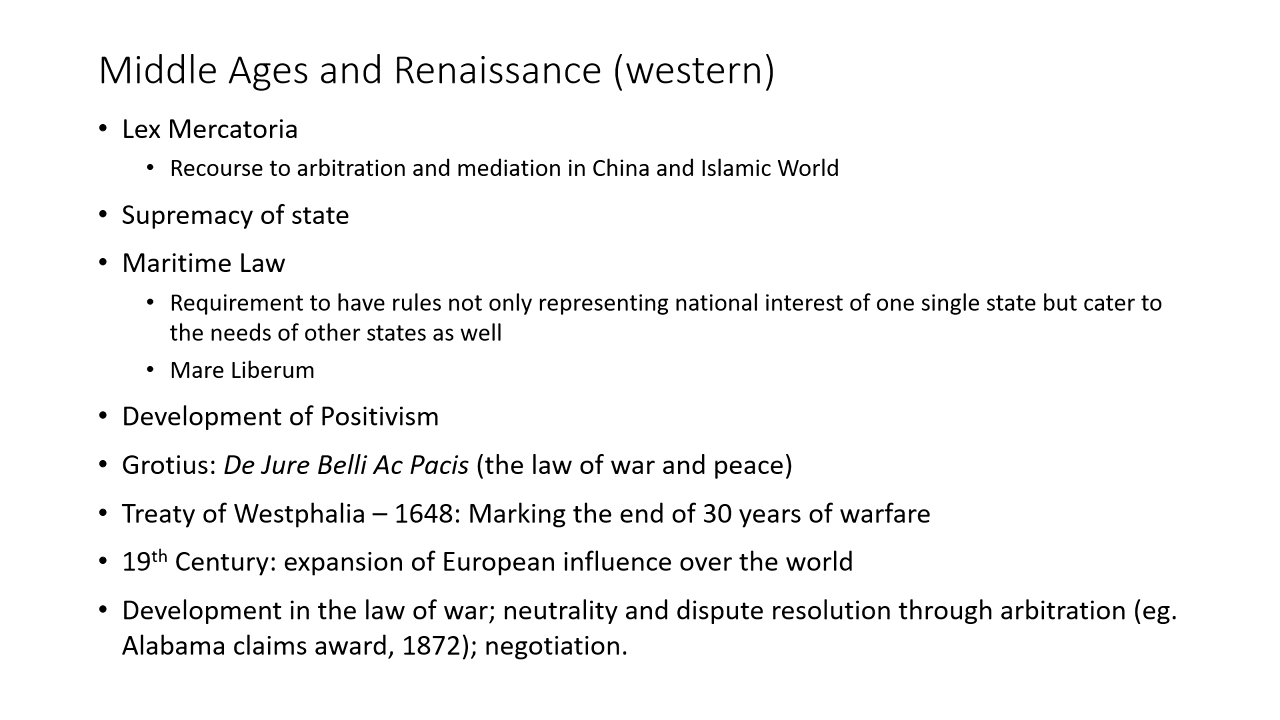 Middle Ages and Renaissance (western)
• Lex Mercatoria
• Recourse to arbitration and mediation in China and Islamic World
• Supremacy of state
• Maritime Law
• Requirement to have rules not only representing national interest of one single state but cater to
the needs of other states as well
• Mare Liberum
• Development of Positivism
• Grotius: De Jure Belli Ac Pacis (the law of war and peace)
• Treaty of Westphalia – 1648: Marking the end of 30 years of warfare
• 19th Century: expansion of European influence over the world
• Development in the law of war; neutrality and dispute resolution through arbitration (eg.
Alabama claims award, 1872); negotiation.